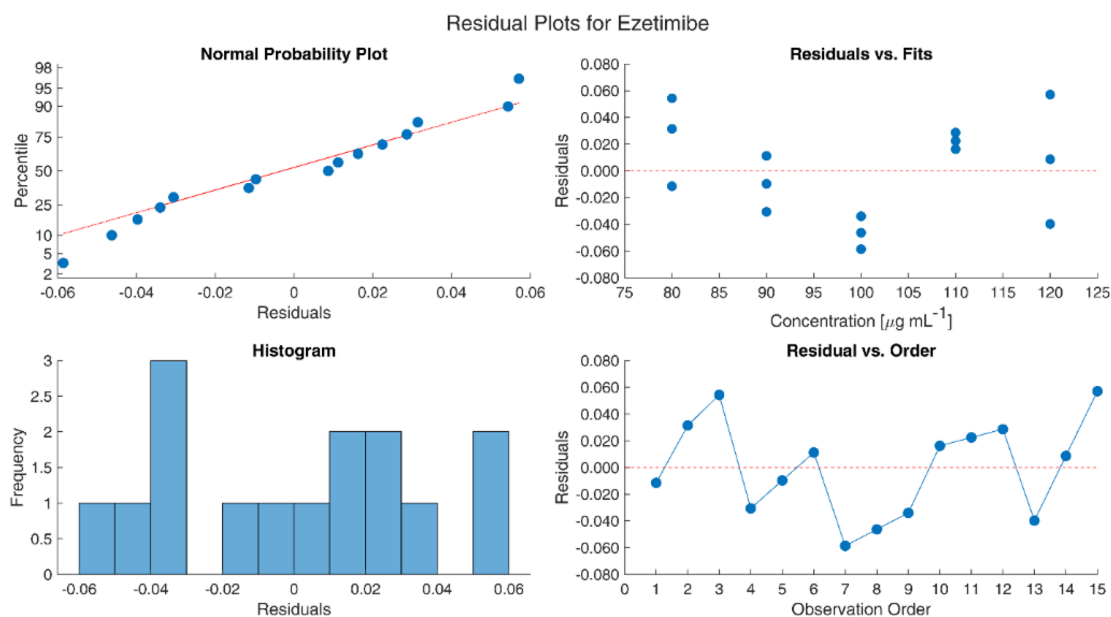 Residual Plots for Ezetimibe
Normal Probability Plot
98
95
90
75
50
25
10
5
2
Percentile
-0.06 -0.04 -0.02 0 0.02 0.04 0.06
Residuals
Residuals vs. Fits
0.080
0.060
0.040
0.020
0.000
-0.020
-0.040
-0.060
-0.080
Residuals
75 80 85 90 95 100 105 110 115 120 125
Concentration [μg mL⁻¹]
Histogram
3
2.5
2
1.5
1
0.5
0
Frequency
-0.06 -0.04 -0.02 0 0.02 0.04 0.06
Residuals
Residual vs. Order
0.080
0.060
0.040
0.020
0.000
-0.020
-0.040
-0.060
-0.080
Residuals
0 1 2 3 4 5 6 7 8 9 10 11 12 13 14 15
Observation Order